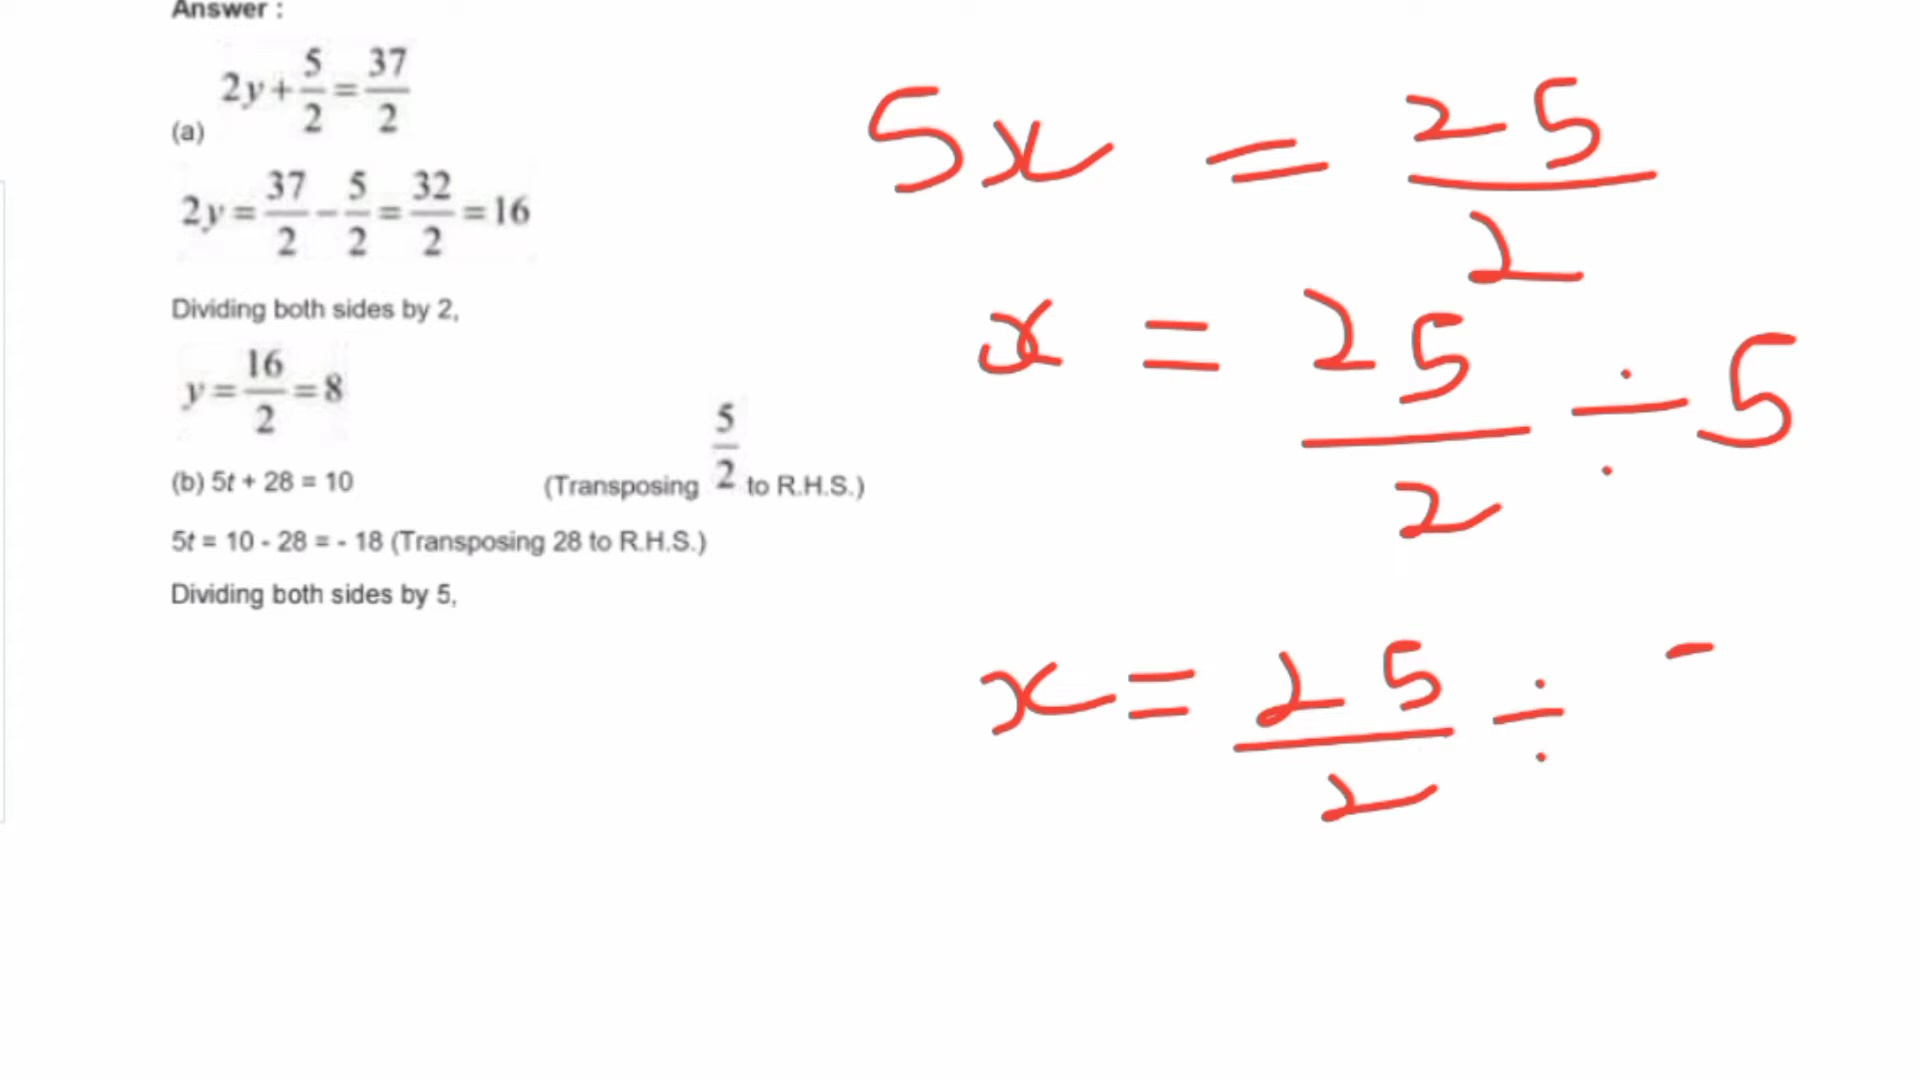 Answer :
(a) 2y + 5/2 = 37/2
2y = 37/2 − 5/2 = 32/2 = 16
Dividing both sides by 2,
y = 16/2 = 8
(b) 5t + 28 = 10 (Transposing 5/2 to R.H.S.)
5t = 10 - 28 = - 18 (Transposing 28 to R.H.S.)
Dividing both sides by 5,
5x = 25/2
x = 25/2 ÷ 5
x = 25/2 ÷